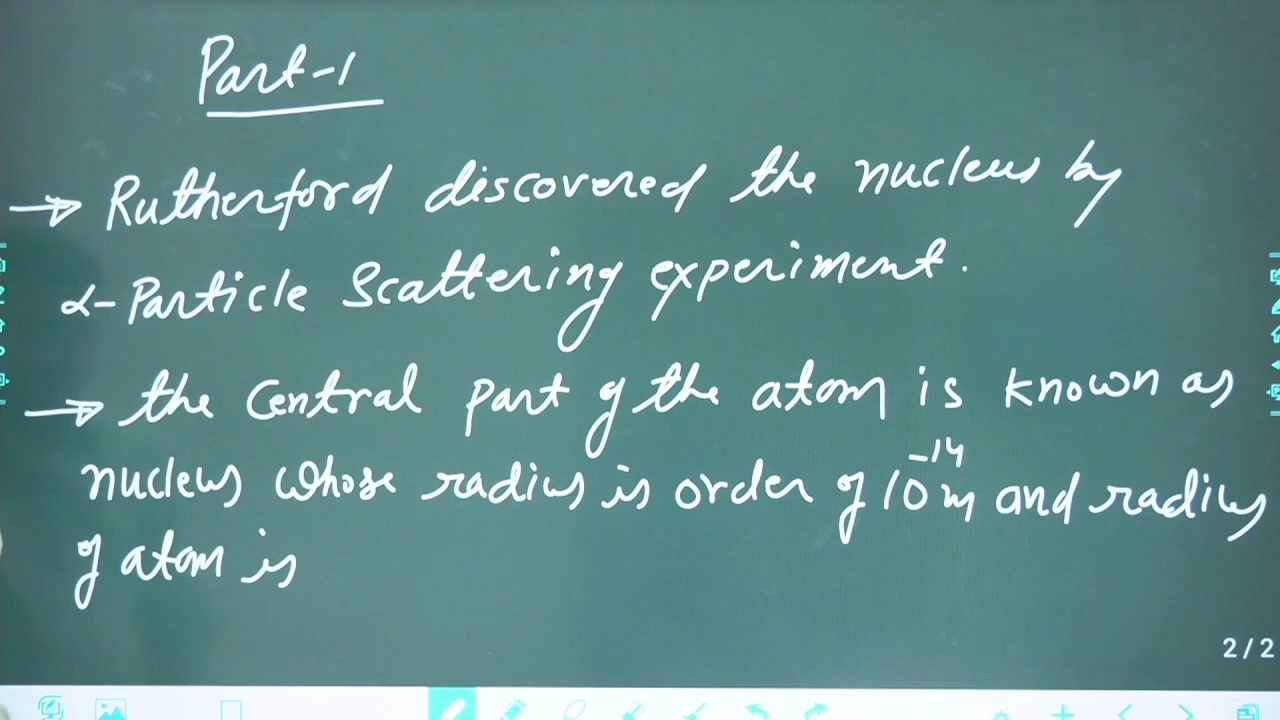 Part-1
→ Rutherford discovered the nucleus by
α-Particle Scattering experiment.
→ the Central part of the atom is known as
nucleus whose radius is order of 10⁻¹⁴m and radius
of atom is
2/2